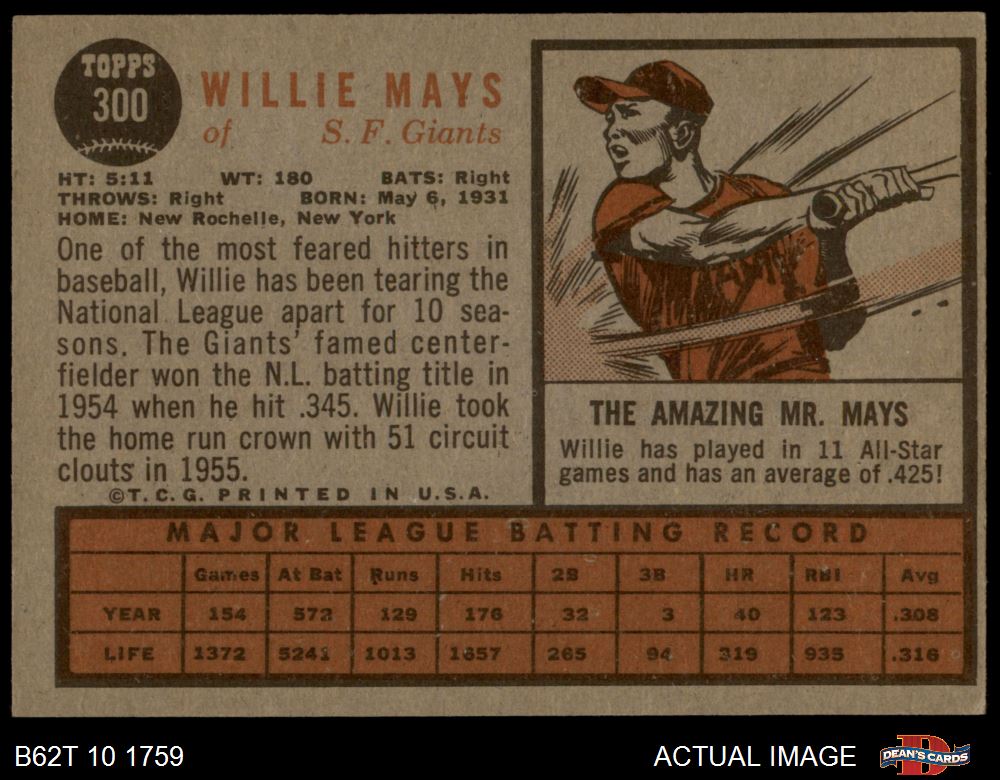 TOPPS
300
WILLIE MAYS
of S. F. Giants
HT: 5:11 WT: 180 BATS: Right
THROWS: Right BORN: May 6, 1931
HOME: New Rochelle, New York
One of the most feared hitters in
baseball, Willie has been tearing the
National League apart for 10 sea-
sons. The Giants' famed center-
fielder won the N.L. batting title in
1954 when he hit .345. Willie took
the home run crown with 51 circuit
clouts in 1955.
©T.C.G. PRINTED IN U.S.A.
THE AMAZING MR. MAYS
Willie has played in 11 All-Star
games and has an average of .425!
MAJOR LEAGUE BATTING RECORD
Games At Bat Runs Hits 2B 3B HR RBI Avg
YEAR 154 572 129 176 32 3 40 123 .308
LIFE 1372 5241 1013 1657 265 94 319 935 .316
B62T 10 1759
ACTUAL IMAGE
D
DEAN'S CARDS